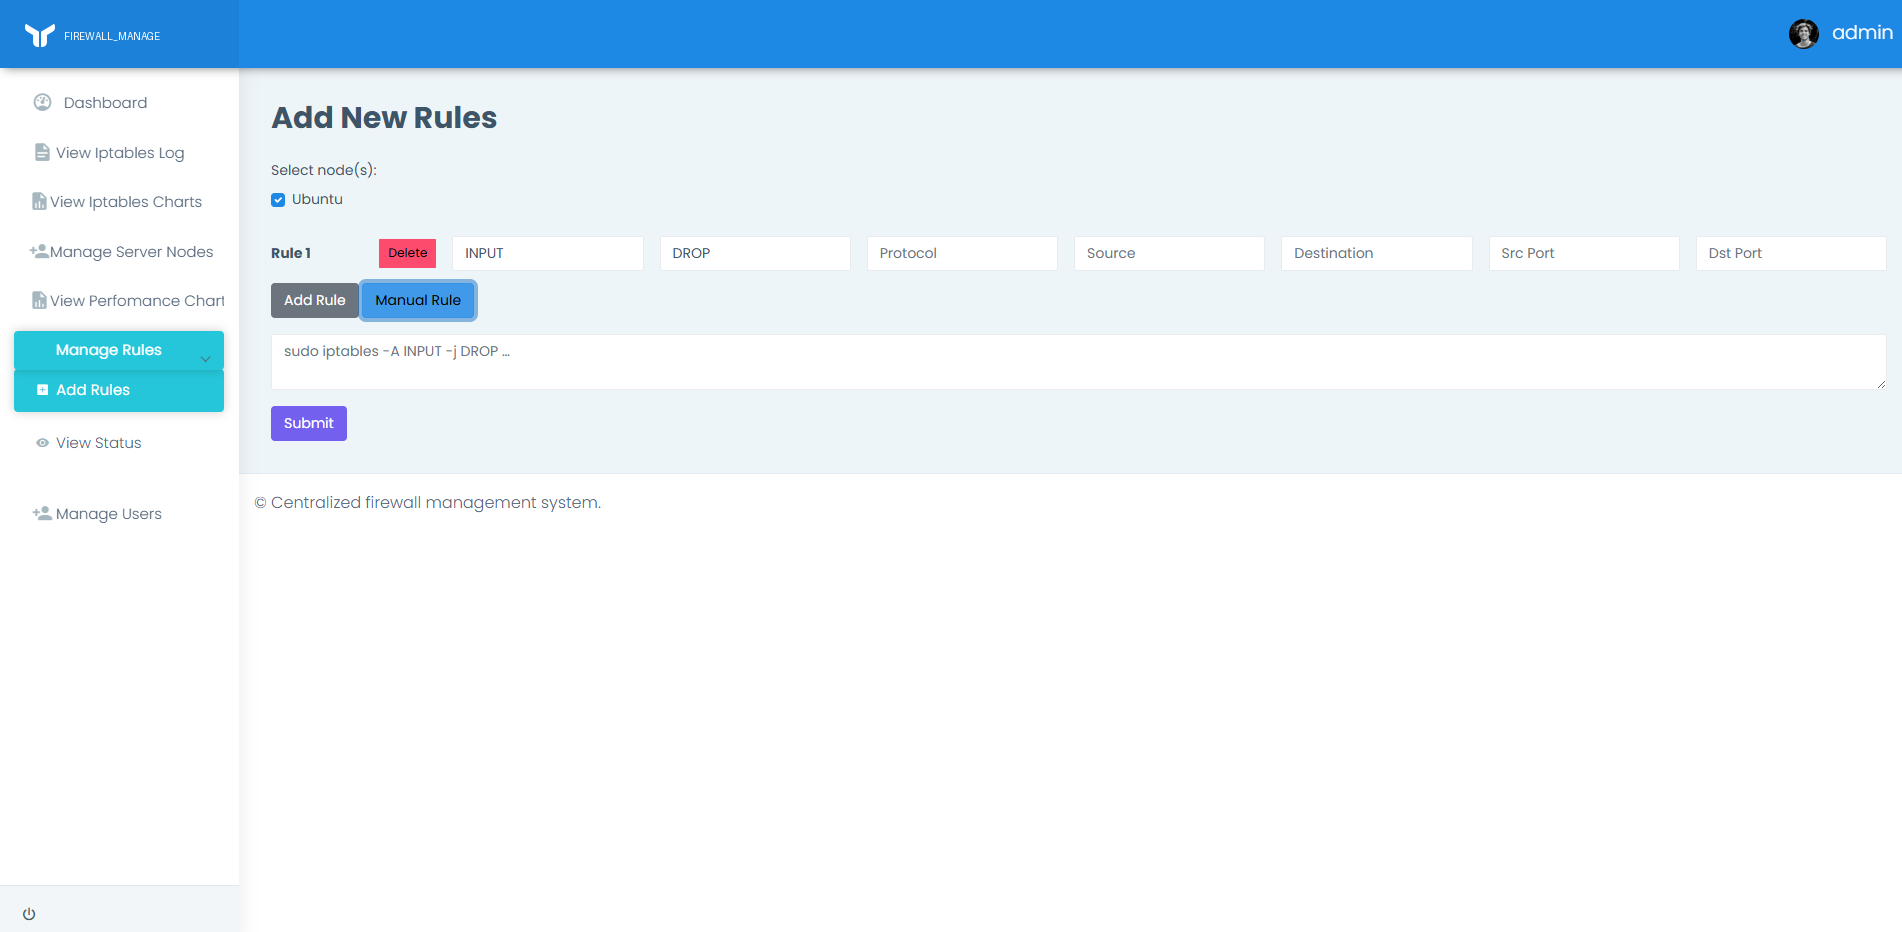 FIREWALL_MANAGE
admin
Dashboard
View Iptables Log
View Iptables Charts
Manage Server Nodes
View Perfomance Chart
Manage Rules
Add Rules
View Status
Manage Users
Add New Rules
Select node(s):
Ubuntu
Rule 1 Delete INPUT DROP Protocol Source Destination Src Port Dst Port
Add Rule Manual Rule
sudo iptables -A INPUT -j DROP ...
Submit
© Centralized firewall management system.